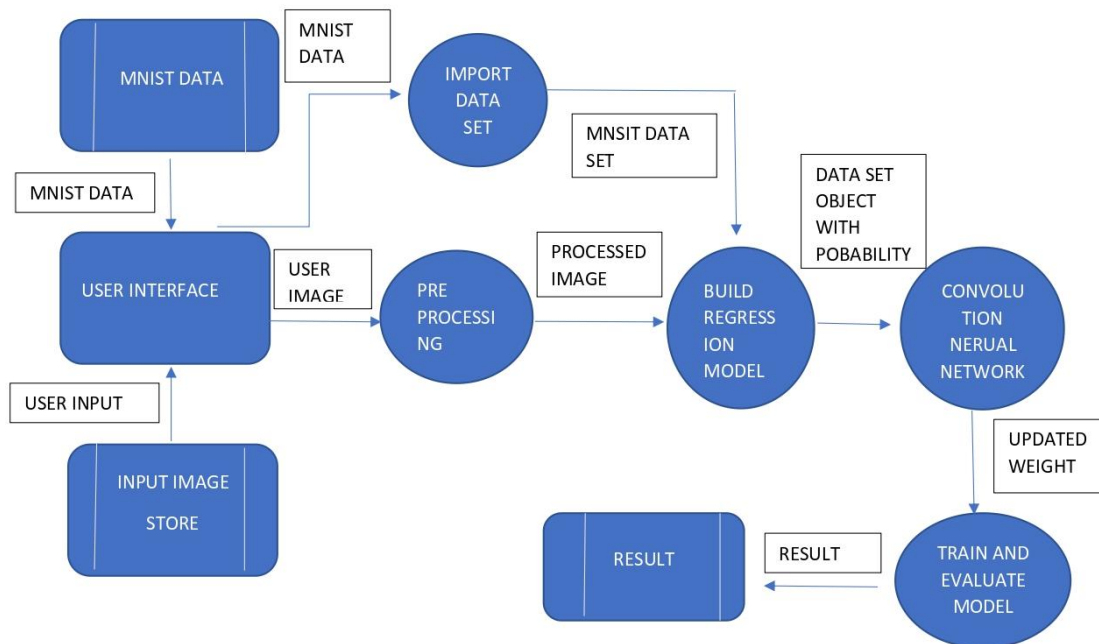 MNIST DATA
MNIST
DATA
IMPORT
DATA
SET
MNSIT DATA
SET
MNIST DATA
DATA SET
OBJECT
WITH
POBABILITY
USER INTERFACE
USER
IMAGE
PRE
PROCESSI
NG
PROCESSED
IMAGE
BUILD
REGRESS
ION
MODEL
CONVOLU
TION
NERUAL
NETWORK
USER INPUT
UPDATED
WEIGHT
INPUT IMAGE
STORE
RESULT
RESULT
TRAIN AND
EVALUATE
MODEL